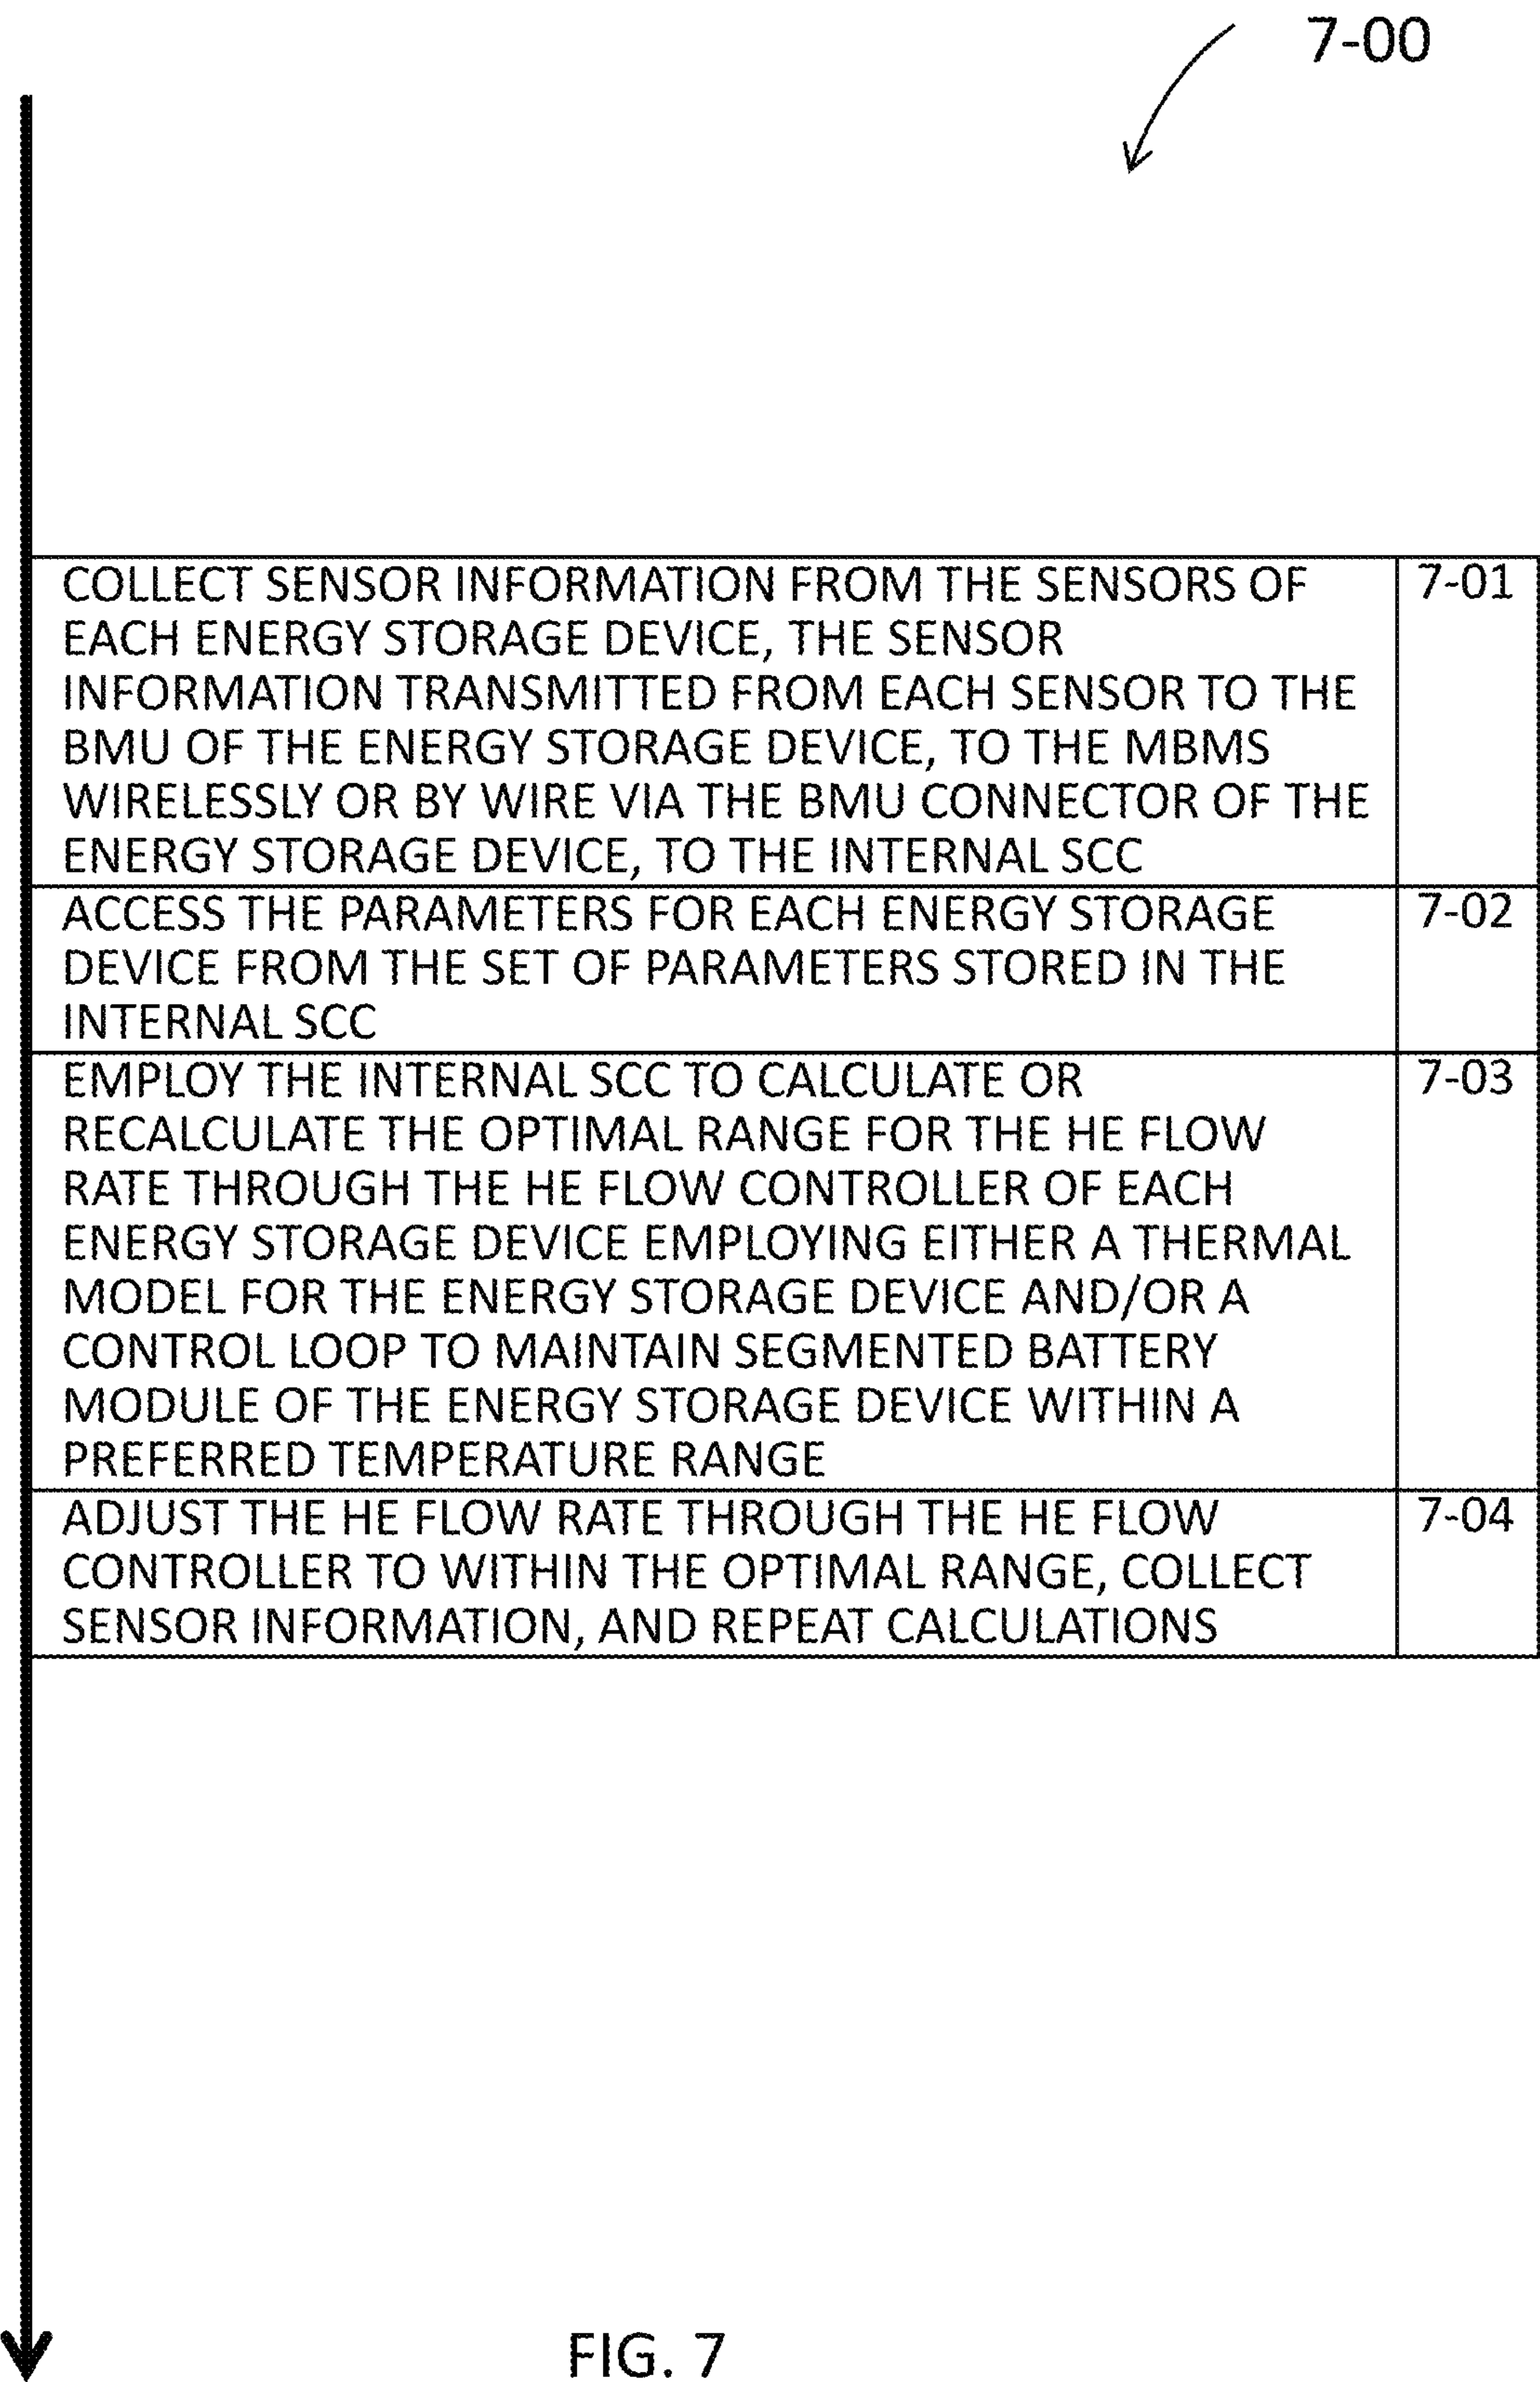 7-00
COLLECT SENSOR INFORMATION FROM THE SENSORS OF
EACH ENERGY STORAGE DEVICE, THE SENSOR
INFORMATION TRANSMITTED FROM EACH SENSOR TO THE
BMU OF THE ENERGY STORAGE DEVICE, TO THE MBMS
WIRELESSLY OR BY WIRE VIA THE BMU CONNECTOR OF THE
ENERGY STORAGE DEVICE, TO THE INTERNAL SCC
7-01
ACCESS THE PARAMETERS FOR EACH ENERGY STORAGE
DEVICE FROM THE SET OF PARAMETERS STORED IN THE
INTERNAL SCC
7-02
EMPLOY THE INTERNAL SCC TO CALCULATE OR
RECALCULATE THE OPTIMAL RANGE FOR THE HE FLOW
RATE THROUGH THE HE FLOW CONTROLLER OF EACH
ENERGY STORAGE DEVICE EMPLOYING EITHER A THERMAL
MODEL FOR THE ENERGY STORAGE DEVICE AND/OR A
CONTROL LOOP TO MAINTAIN SEGMENTED BATTERY
MODULE OF THE ENERGY STORAGE DEVICE WITHIN A
PREFERRED TEMPERATURE RANGE
7-03
ADJUST THE HE FLOW RATE THROUGH THE HE FLOW
CONTROLLER TO WITHIN THE OPTIMAL RANGE, COLLECT
SENSOR INFORMATION, AND REPEAT CALCULATIONS
7-04
FIG. 7